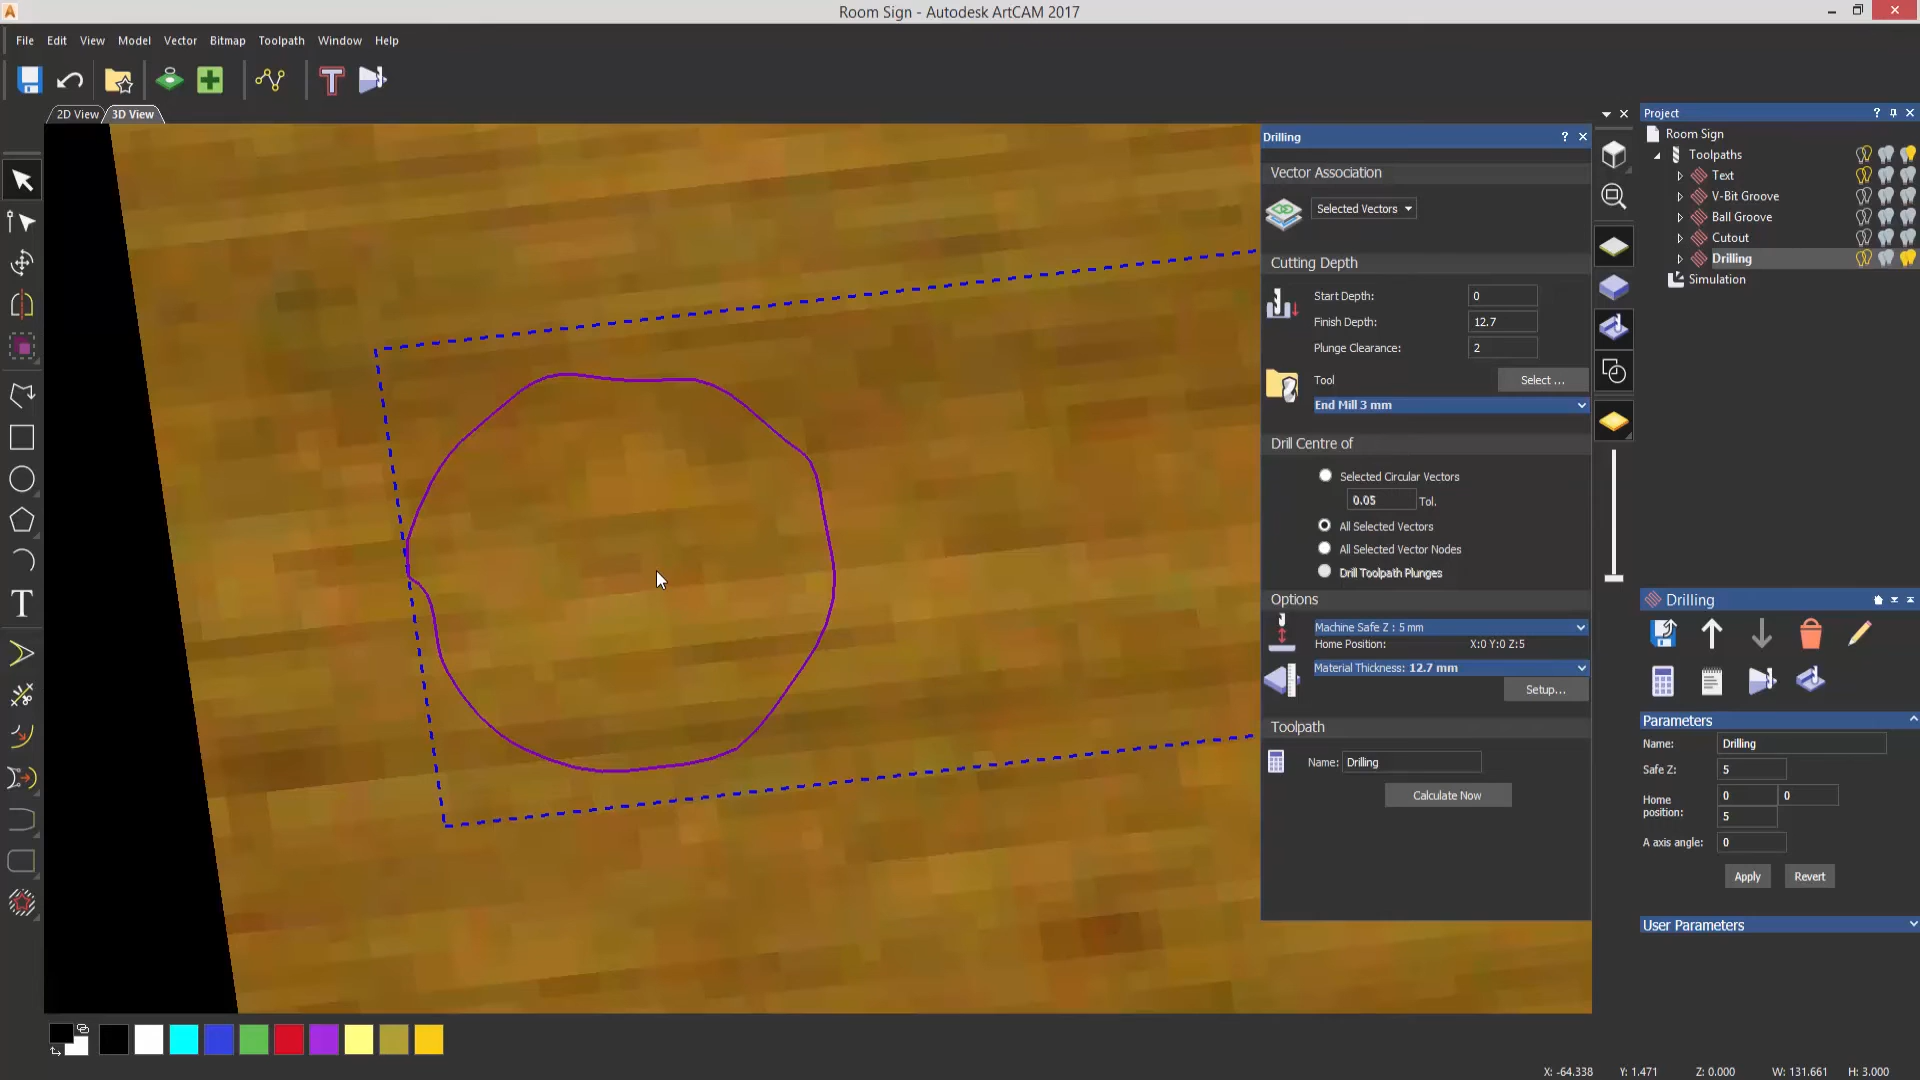 Room Sign - Autodesk ArtCAM 2017
File Edit View Model Vector Bitmap Toolpath Window Help
2D View 3D View
Drilling
Vector Association
Selected Vectors
Cutting Depth
Start Depth: 0
Finish Depth: 12.7
Plunge Clearance: 2
Tool Select ...
End Mill 3 mm
Drill Centre of
Selected Circular Vectors
0.05 Tol.
All Selected Vectors
All Selected Vector Nodes
Drill Toolpath Plunges
Options
Machine Safe Z : 5 mm
Home Position: X:0 Y:0 Z:5
Material Thickness: 12.7 mm
Setup...
Toolpath
Name: Drilling
Calculate Now
Project
Room Sign
Toolpaths
Text
V-Bit Groove
Ball Groove
Cutout
Drilling
Simulation
Drilling
Parameters
Name: Drilling
Safe Z: 5
Home position: 0 0
5
A axis angle: 0
Apply Revert
User Parameters
X: -64.338 Y: 1.471 Z: 0.000 W: 131.661 H: 3.000